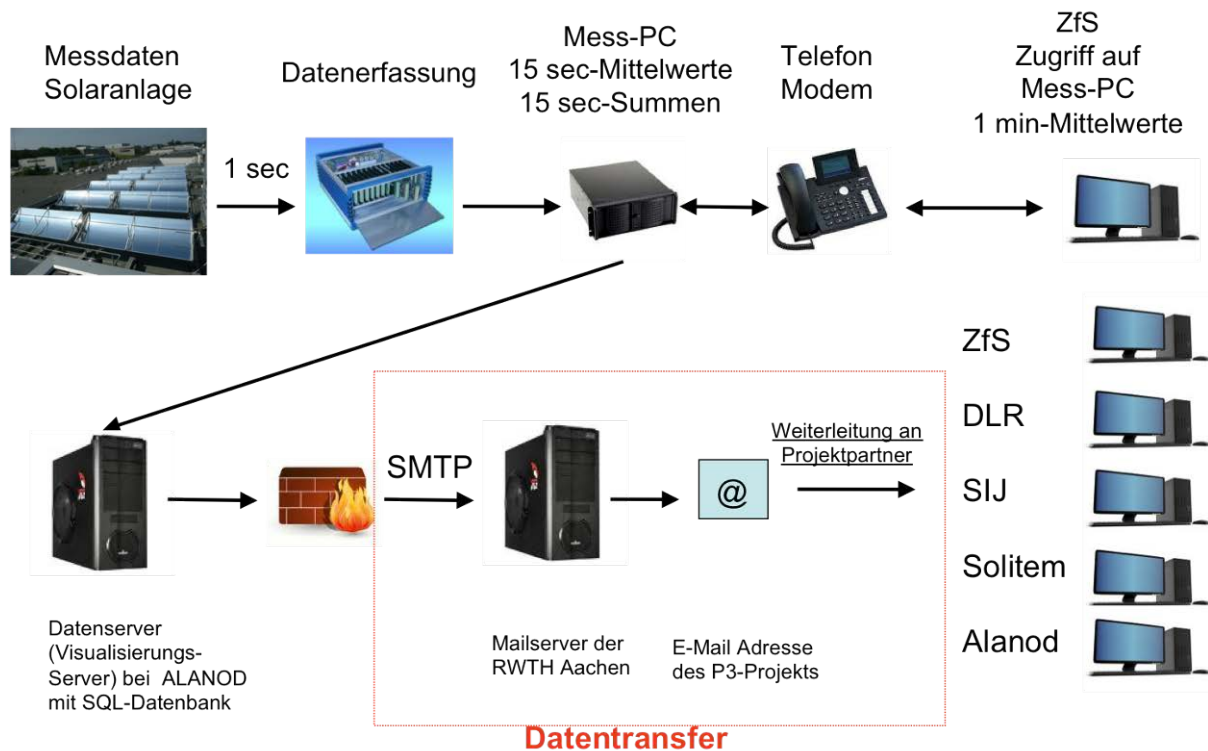 Messdaten
Solaranlage
Datenerfassung
Mess-PC
15 sec-Mittelwerte
15 sec-Summen
Telefon
Modem
ZfS
Zugriff auf
Mess-PC
1 min-Mittelwerte
1 sec
ZfS
DLR
SIJ
Solitem
Alanod
SMTP
@
Weiterleitung an
Projektpartner
Datenserver
(Visualisierungs-
Server) bei ALANOD
mit SQL-Datenbank
Mailserver der
RWTH Aachen
E-Mail Adresse
des P3-Projekts
Datentransfer